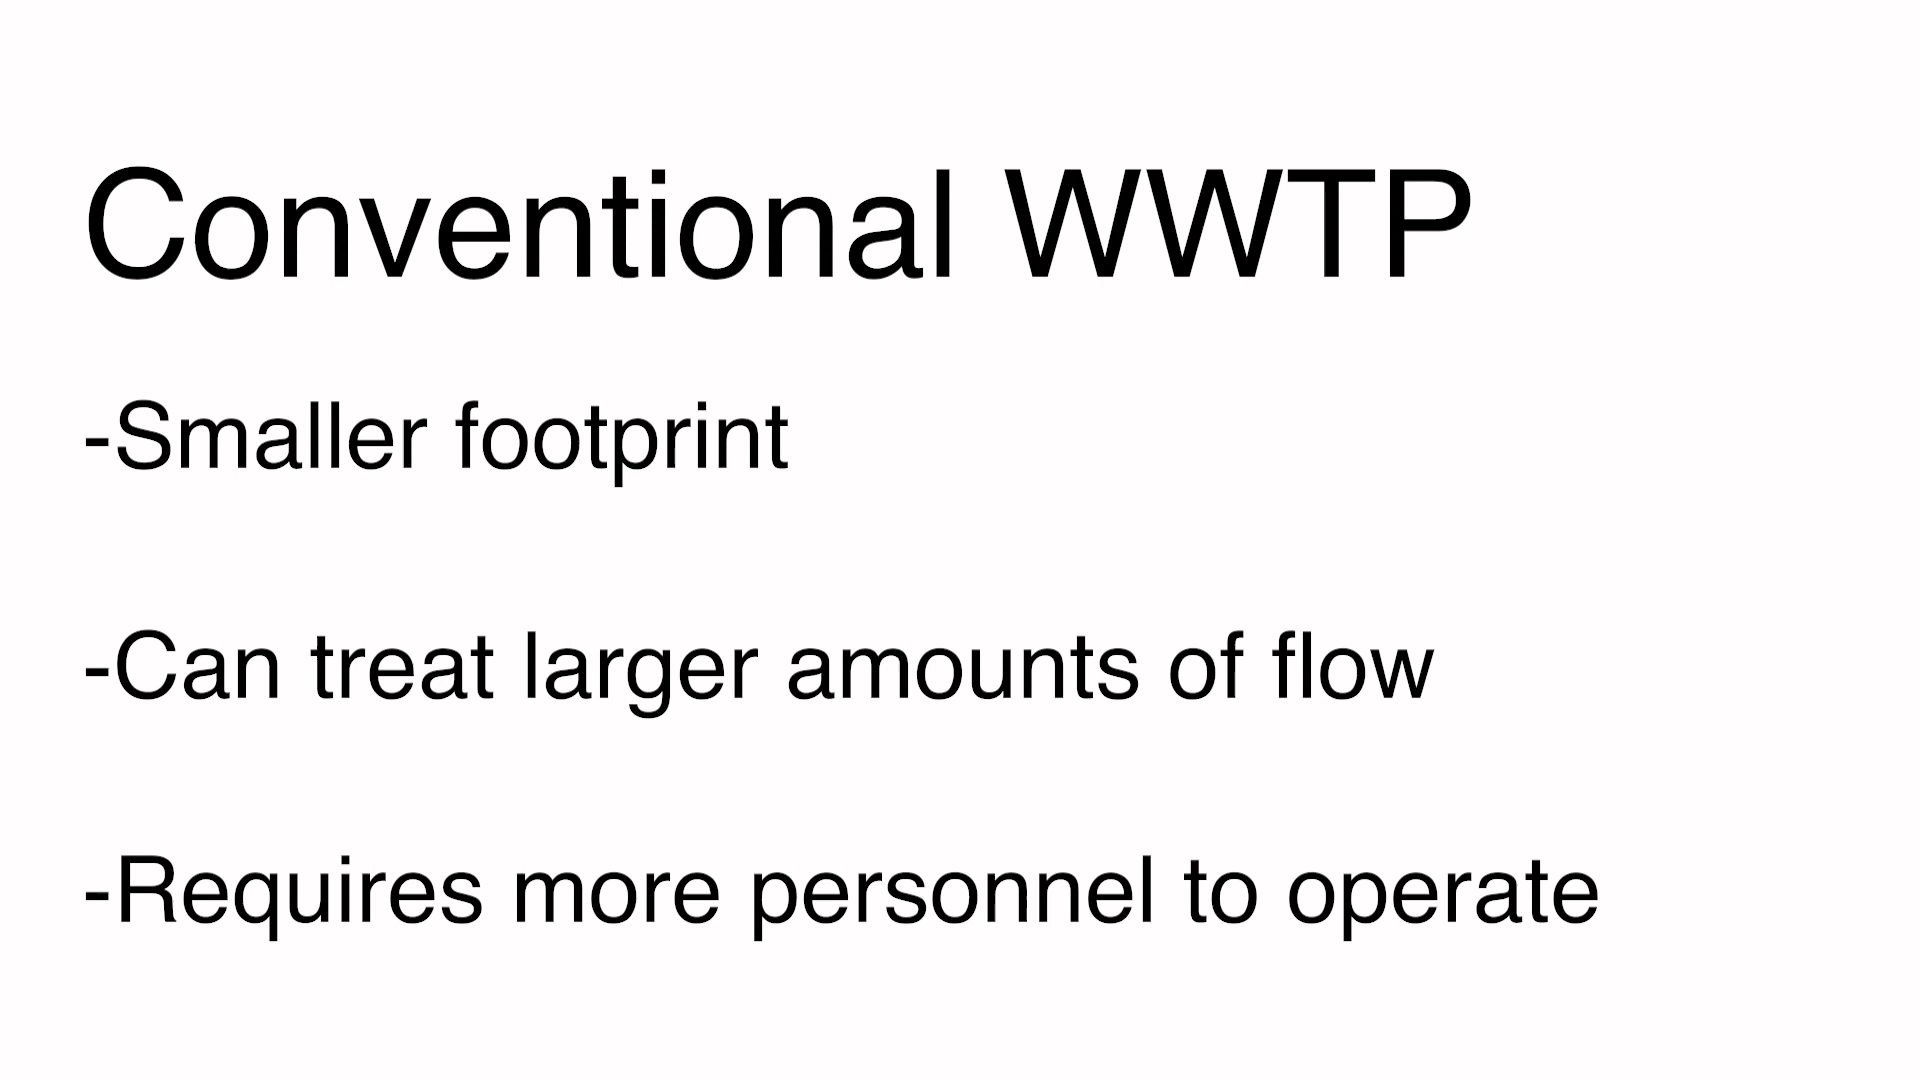 Conventional WWTP
-Smaller footprint
-Can treat larger amounts of flow
-Requires more personnel to operate